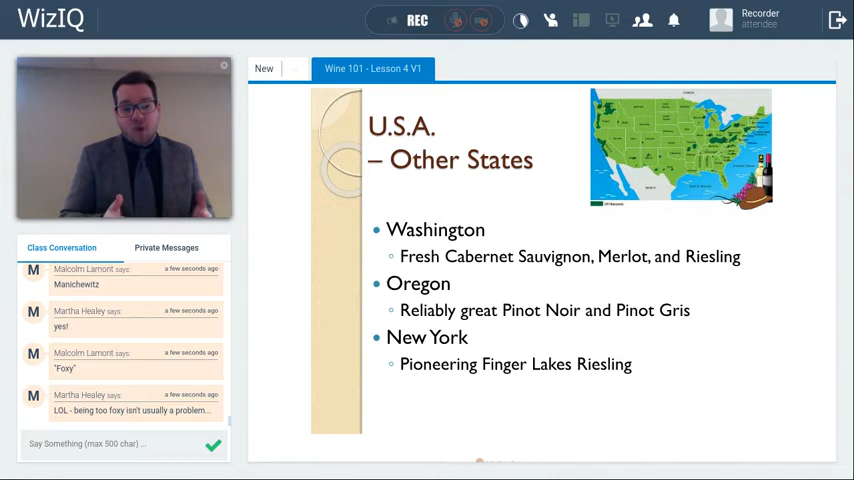 WizIQ
REC
Recorder
attendee
New
Wine 101 - Lesson 4 V1
U.S.A.
– Other States
• Washington
◦ Fresh Cabernet Sauvignon, Merlot, and Riesling
• Oregon
◦ Reliably great Pinot Noir and Pinot Gris
• New York
◦ Pioneering Finger Lakes Riesling
Class Conversation
Private Messages
M
Malcolm Lamont says:
a few seconds ago
Manichewitz
M
Martha Healey says:
a few seconds ago
yes!
M
Malcolm Lamont says:
a few seconds ago
"Foxy"
M
Martha Healey says:
a few seconds ago
LOL - being too foxy isn't usually a problem...
Say Something (max 500 char) ...